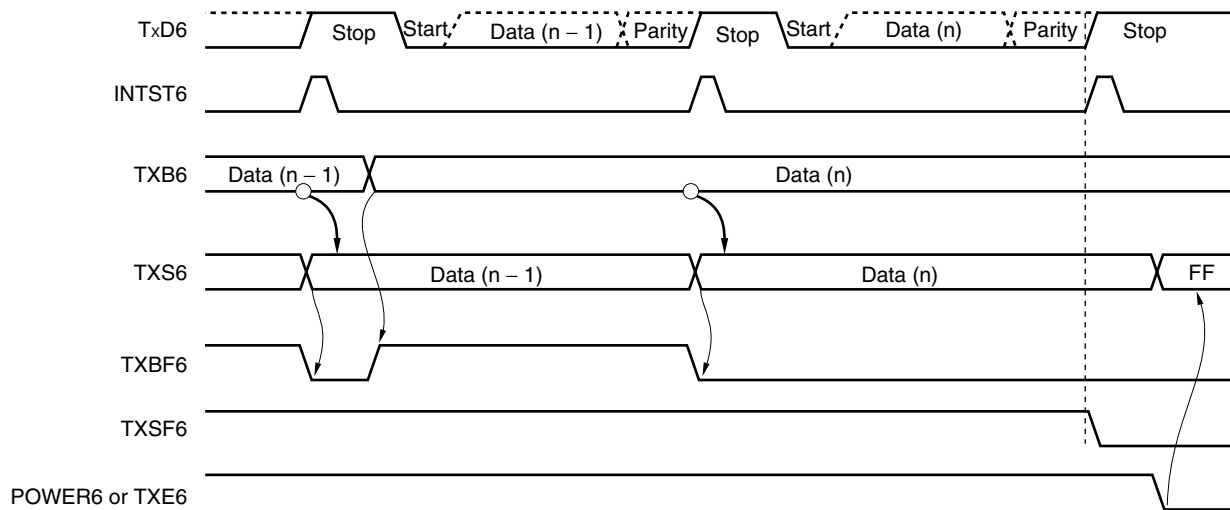 TxD6 Stop Start Data (n – 1) Parity Stop Start Data (n) Parity Stop
INTST6
TXB6 Data (n – 1) Data (n)
TXS6 Data (n – 1) Data (n) FF
TXBF6
TXSF6
POWER6 or TXE6